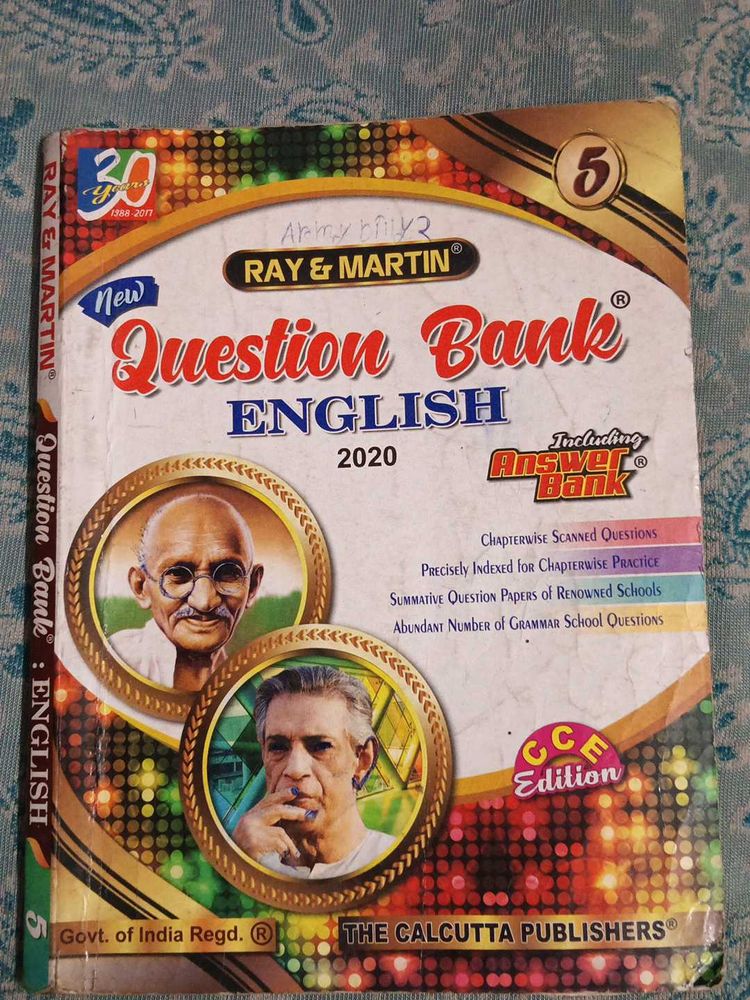 30
Years
1388-2017
5
RAY & MARTIN®
New
Question Bank®
ENGLISH
2020
Including
Answer Bank®
CHAPTERWISE SCANNED QUESTIONS
PRECISELY INDEXED FOR CHAPTERWISE PRACTICE
SUMMATIVE QUESTION PAPERS OF RENOWNED SCHOOLS
ABUNDANT NUMBER OF GRAMMAR SCHOOL QUESTIONS
CCE
Edition
Govt. of India Regd. ®
THE CALCUTTA PUBLISHERS®
RAY & MARTIN® Question Bank® : ENGLISH 5